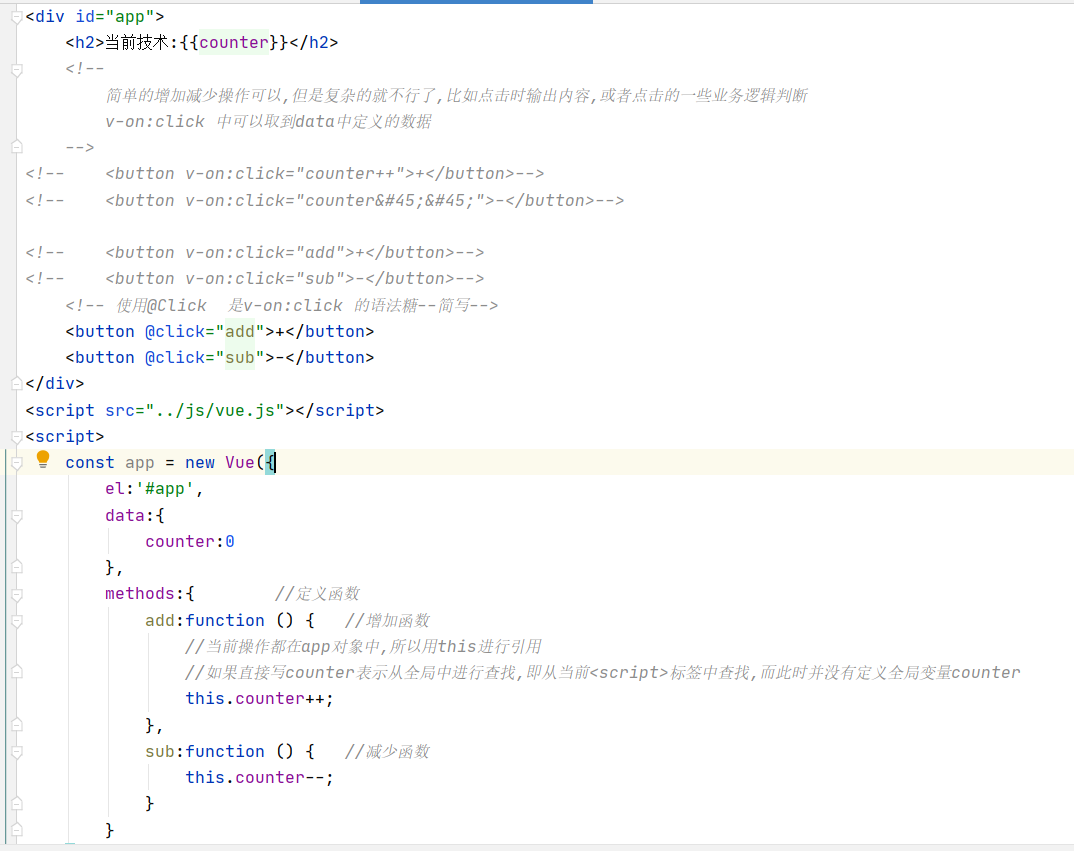 <div id="app">
    <h2>当前技术:{{counter}}</h2>
    <!--
        简单的增加减少操作可以,但是复杂的就不行了,比如点击时输出内容,或者点击的一些业务逻辑判断
        v-on:click 中可以取到data中定义的数据
    -->
<!--    <button v-on:click="counter++">+</button>-->
<!--    <button v-on:click="counter&#45;&#45;">-</button>-->
<!--    <button v-on:click="add">+</button>-->
<!--    <button v-on:click="sub">-</button>-->
    <!-- 使用@Click  是v-on:click 的语法糖--简写-->
    <button @click="add">+</button>
    <button @click="sub">-</button>
</div>
<script src="../js/vue.js"></script>
<script>
    const app = new Vue({
        el:'#app',
        data:{
            counter:0
        },
        methods:{        //定义函数
            add:function () {   //增加函数
                //当前操作都在app对象中,所以用this进行引用
                //如果直接写counter表示从全局中进行查找,即从当前<script>标签中查找,而此时并没有定义全局变量counter
                this.counter++;
            },
            sub:function () {   //减少函数
                this.counter--;
            }
        }